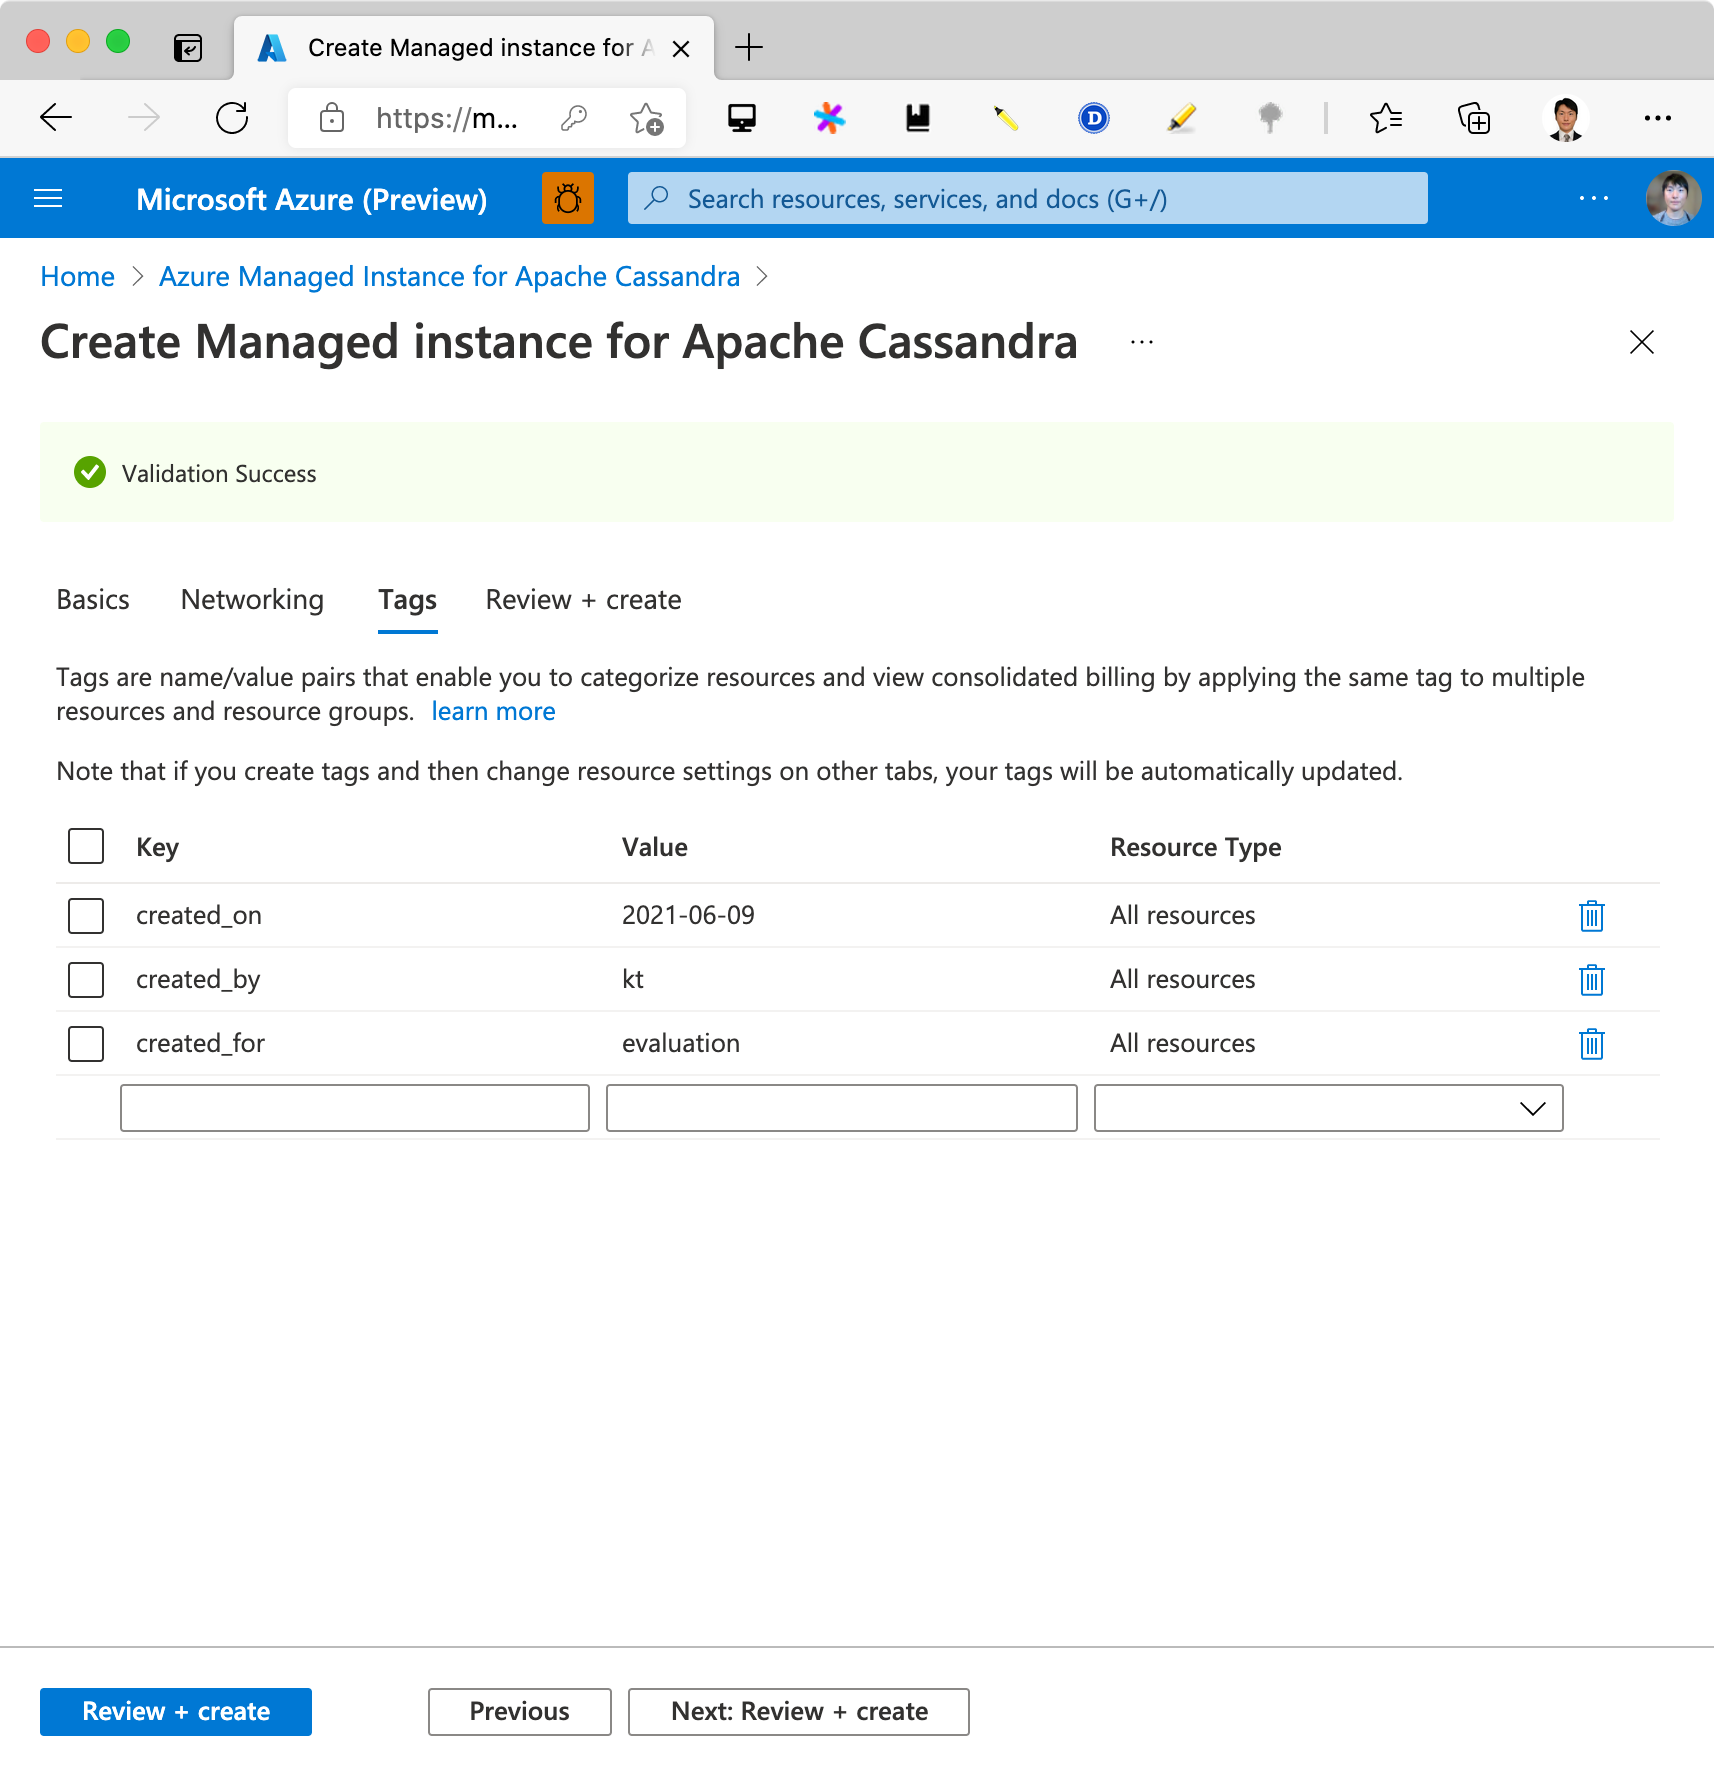 Create Managed instance for A
https://m...
D
Microsoft Azure (Preview)
Search resources, services, and docs (G+/)
...
Home > Azure Managed Instance for Apache Cassandra >
Create Managed instance for Apache Cassandra ...
Validation Success
Basics Networking Tags Review + create
Tags are name/value pairs that enable you to categorize resources and view consolidated billing by applying the same tag to multiple
resources and resource groups. learn more
Note that if you create tags and then change resource settings on other tabs, your tags will be automatically updated.
Key Value Resource Type
created_on 2021-06-09 All resources
created_by kt All resources
created_for evaluation All resources
Review + create Previous Next: Review + create